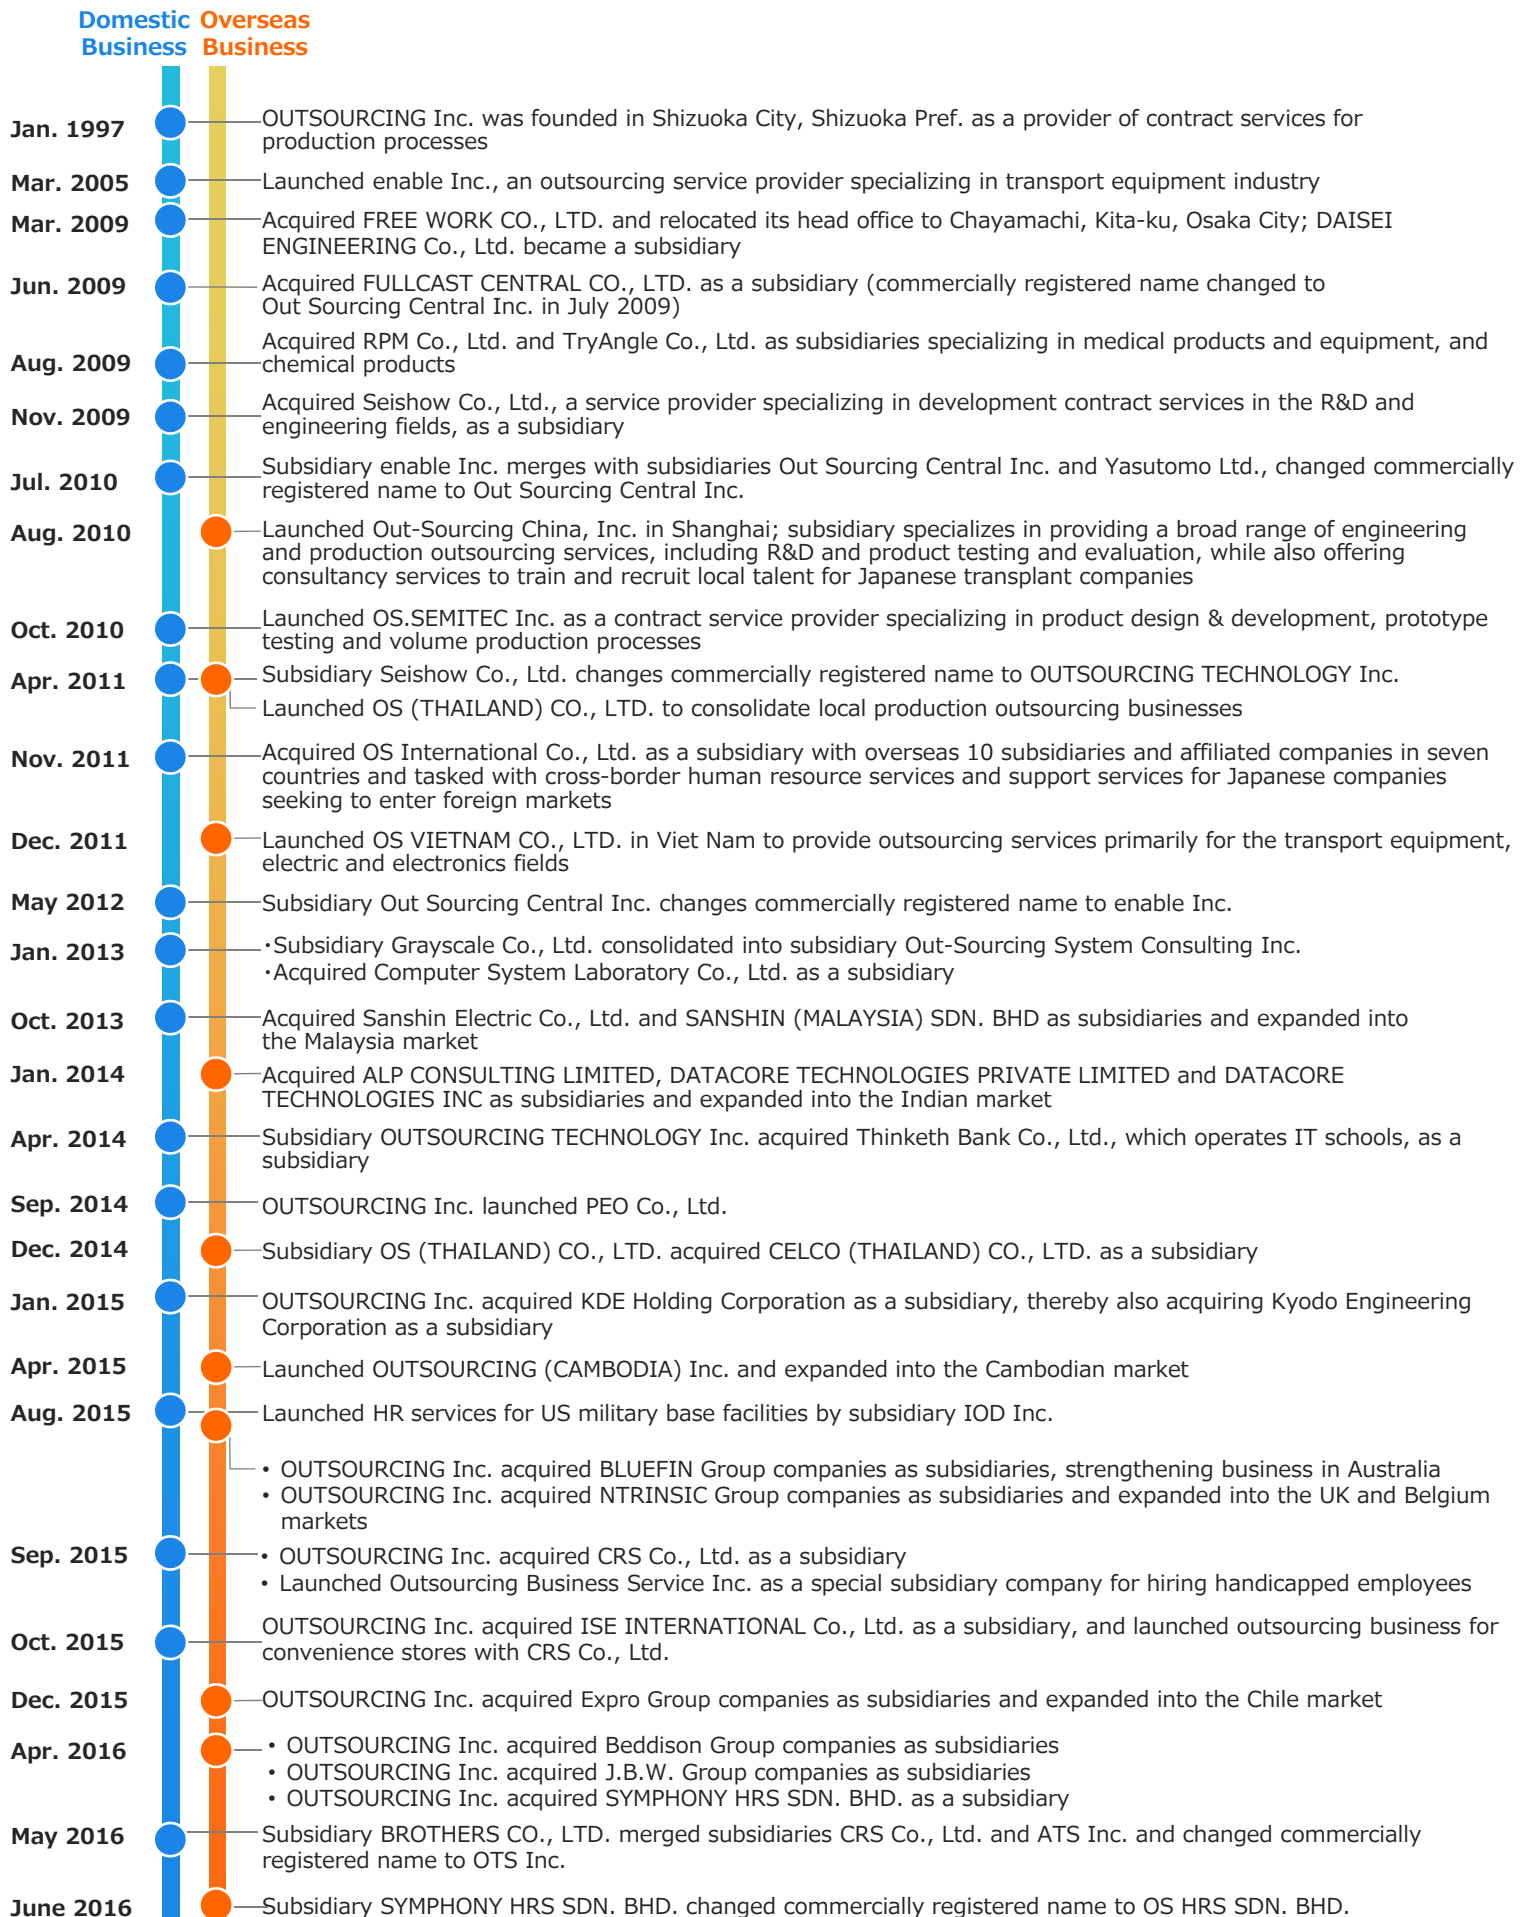 Domestic Overseas
Business Business
Jan. 1997
OUTSOURCING Inc. was founded in Shizuoka City, Shizuoka Pref. as a provider of contract services for
production processes
Mar. 2005
Launched enable Inc., an outsourcing service provider specializing in transport equipment industry
Mar. 2009
Acquired FREE WORK CO., LTD. and relocated its head office to Chayamachi, Kita-ku, Osaka City; DAISEI
ENGINEERING Co., Ltd. became a subsidiary
Jun. 2009
Acquired FULLCAST CENTRAL CO., LTD. as a subsidiary (commercially registered name changed to
Out Sourcing Central Inc. in July 2009)
Aug. 2009
Acquired RPM Co., Ltd. and TryAngle Co., Ltd. as subsidiaries specializing in medical products and equipment, and
chemical products
Nov. 2009
Acquired Seishow Co., Ltd., a service provider specializing in development contract services in the R&D and
engineering fields, as a subsidiary
Jul. 2010
Subsidiary enable Inc. merges with subsidiaries Out Sourcing Central Inc. and Yasutomo Ltd., changed commercially
registered name to Out Sourcing Central Inc.
Aug. 2010
Launched Out-Sourcing China, Inc. in Shanghai; subsidiary specializes in providing a broad range of engineering
and production outsourcing services, including R&D and product testing and evaluation, while also offering
consultancy services to train and recruit local talent for Japanese transplant companies
Oct. 2010
Launched OS.SEMITEC Inc. as a contract service provider specializing in product design & development, prototype
testing and volume production processes
Apr. 2011
Subsidiary Seishow Co., Ltd. changes commercially registered name to OUTSOURCING TECHNOLOGY Inc.
Launched OS (THAILAND) CO., LTD. to consolidate local production outsourcing businesses
Nov. 2011
Acquired OS International Co., Ltd. as a subsidiary with overseas 10 subsidiaries and affiliated companies in seven
countries and tasked with cross-border human resource services and support services for Japanese companies
seeking to enter foreign markets
Dec. 2011
Launched OS VIETNAM CO., LTD. in Viet Nam to provide outsourcing services primarily for the transport equipment,
electric and electronics fields
May 2012
Subsidiary Out Sourcing Central Inc. changes commercially registered name to enable Inc.
Jan. 2013
・Subsidiary Grayscale Co., Ltd. consolidated into subsidiary Out-Sourcing System Consulting Inc.
・Acquired Computer System Laboratory Co., Ltd. as a subsidiary
Oct. 2013
Acquired Sanshin Electric Co., Ltd. and SANSHIN (MALAYSIA) SDN. BHD as subsidiaries and expanded into
the Malaysia market
Jan. 2014
Acquired ALP CONSULTING LIMITED, DATACORE TECHNOLOGIES PRIVATE LIMITED and DATACORE
TECHNOLOGIES INC as subsidiaries and expanded into the Indian market
Apr. 2014
Subsidiary OUTSOURCING TECHNOLOGY Inc. acquired Thinketh Bank Co., Ltd., which operates IT schools, as a
subsidiary
Sep. 2014
OUTSOURCING Inc. launched PEO Co., Ltd.
Dec. 2014
Subsidiary OS (THAILAND) CO., LTD. acquired CELCO (THAILAND) CO., LTD. as a subsidiary
Jan. 2015
OUTSOURCING Inc. acquired KDE Holding Corporation as a subsidiary, thereby also acquiring Kyodo Engineering
Corporation as a subsidiary
Apr. 2015
Launched OUTSOURCING (CAMBODIA) Inc. and expanded into the Cambodian market
Aug. 2015
Launched HR services for US military base facilities by subsidiary IOD Inc.
• OUTSOURCING Inc. acquired BLUEFIN Group companies as subsidiaries, strengthening business in Australia
• OUTSOURCING Inc. acquired NTRINSIC Group companies as subsidiaries and expanded into the UK and Belgium
markets
Sep. 2015
• OUTSOURCING Inc. acquired CRS Co., Ltd. as a subsidiary
• Launched Outsourcing Business Service Inc. as a special subsidiary company for hiring handicapped employees
Oct. 2015
OUTSOURCING Inc. acquired ISE INTERNATIONAL Co., Ltd. as a subsidiary, and launched outsourcing business for
convenience stores with CRS Co., Ltd.
Dec. 2015
OUTSOURCING Inc. acquired Expro Group companies as subsidiaries and expanded into the Chile market
Apr. 2016
• OUTSOURCING Inc. acquired Beddison Group companies as subsidiaries
• OUTSOURCING Inc. acquired J.B.W. Group companies as subsidiaries
• OUTSOURCING Inc. acquired SYMPHONY HRS SDN. BHD. as a subsidiary
May 2016
Subsidiary BROTHERS CO., LTD. merged subsidiaries CRS Co., Ltd. and ATS Inc. and changed commercially
registered name to OTS Inc.
June 2016
Subsidiary SYMPHONY HRS SDN. BHD. changed commercially registered name to OS HRS SDN. BHD.